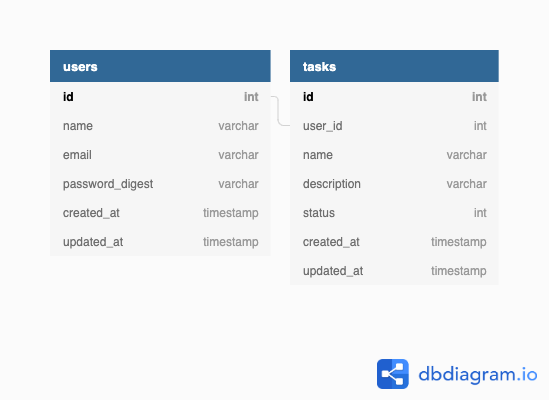 users
id int
name varchar
email varchar
password_digest varchar
created_at timestamp
updated_at timestamp
tasks
id int
user_id int
name varchar
description varchar
status int
created_at timestamp
updated_at timestamp
dbdiagram.io